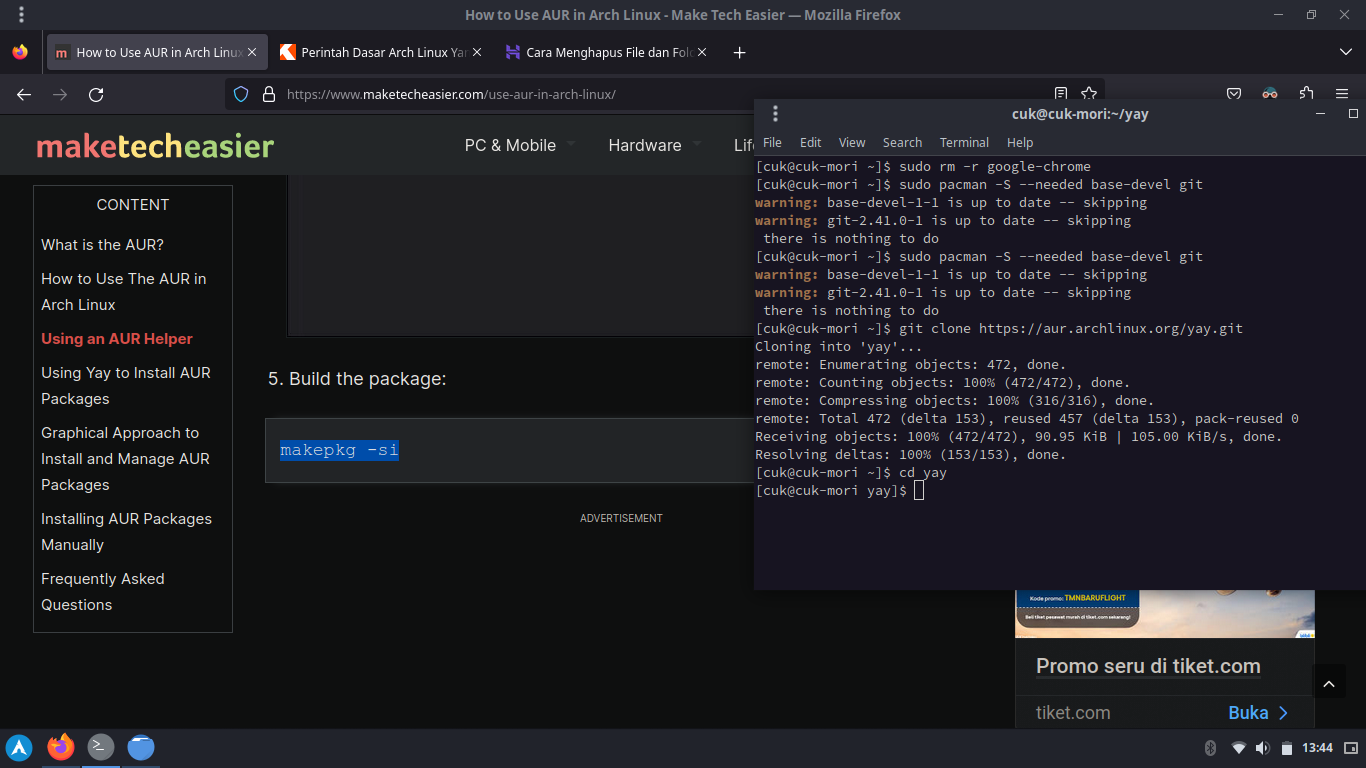 How to Use AUR in Arch Linux - Make Tech Easier — Mozilla Firefox
m How to Use AUR in Arch Linux
Perintah Dasar Arch Linux Ya
Cara Menghapus File dan Fol
https://www.maketecheasier.com/use-aur-in-arch-linux/
maketecheasier
PC & Mobile
Hardware
Li
CONTENT
What is the AUR?
How to Use The AUR in
Arch Linux
Using an AUR Helper
Using Yay to Install AUR
Packages
Graphical Approach to
Install and Manage AUR
Packages
Installing AUR Packages
Manually
Frequently Asked
Questions
5. Build the package:
makepkg -si
ADVERTISEMENT
cuk@cuk-mori:~/yay
File Edit View Search Terminal Help
[cuk@cuk-mori ~]$ sudo rm -r google-chrome
[cuk@cuk-mori ~]$ sudo pacman -S --needed base-devel git
warning: base-devel-1-1 is up to date -- skipping
warning: git-2.41.0-1 is up to date -- skipping
there is nothing to do
[cuk@cuk-mori ~]$ sudo pacman -S --needed base-devel git
warning: base-devel-1-1 is up to date -- skipping
warning: git-2.41.0-1 is up to date -- skipping
there is nothing to do
[cuk@cuk-mori ~]$ git clone https://aur.archlinux.org/yay.git
Cloning into 'yay'...
remote: Enumerating objects: 472, done.
remote: Counting objects: 100% (472/472), done.
remote: Compressing objects: 100% (316/316), done.
remote: Total 472 (delta 153), reused 457 (delta 153), pack-reused 0
Receiving objects: 100% (472/472), 90.95 KiB | 105.00 KiB/s, done.
Resolving deltas: 100% (153/153), done.
[cuk@cuk-mori ~]$ cd yay
[cuk@cuk-mori yay]$
Kode promo: TMNBARUFLIGHT
Beli tiket pesawat murah di tiket.com sekarang!
Promo seru di tiket.com
tiket.com
Buka
13:44